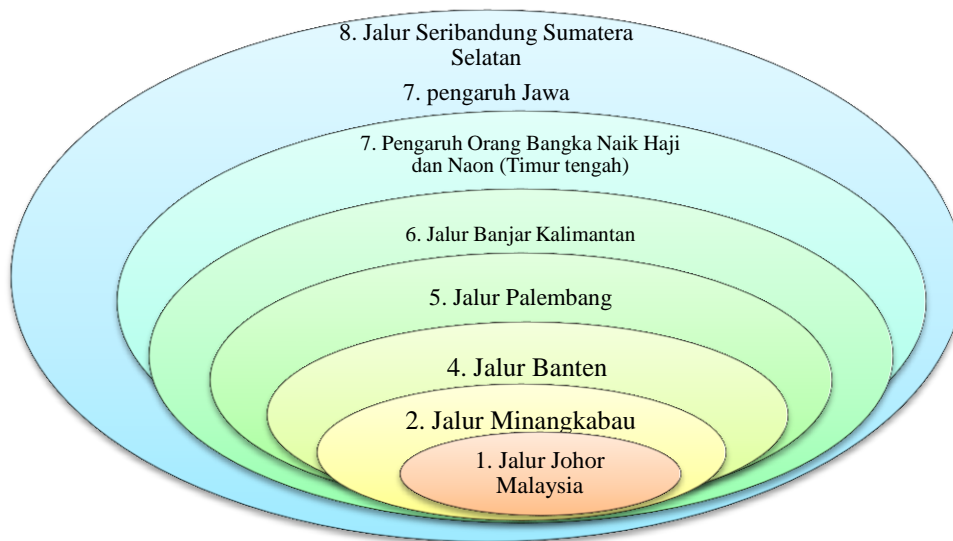 8. Jalur Seribandung Sumatera
Selatan
7. pengaruh Jawa
7. Pengaruh Orang Bangka Naik Haji
dan Naon (Timur tengah)
6. Jalur Banjar Kalimantan
5. Jalur Palembang
4. Jalur Banten
2. Jalur Minangkabau
1. Jalur Johor
Malaysia